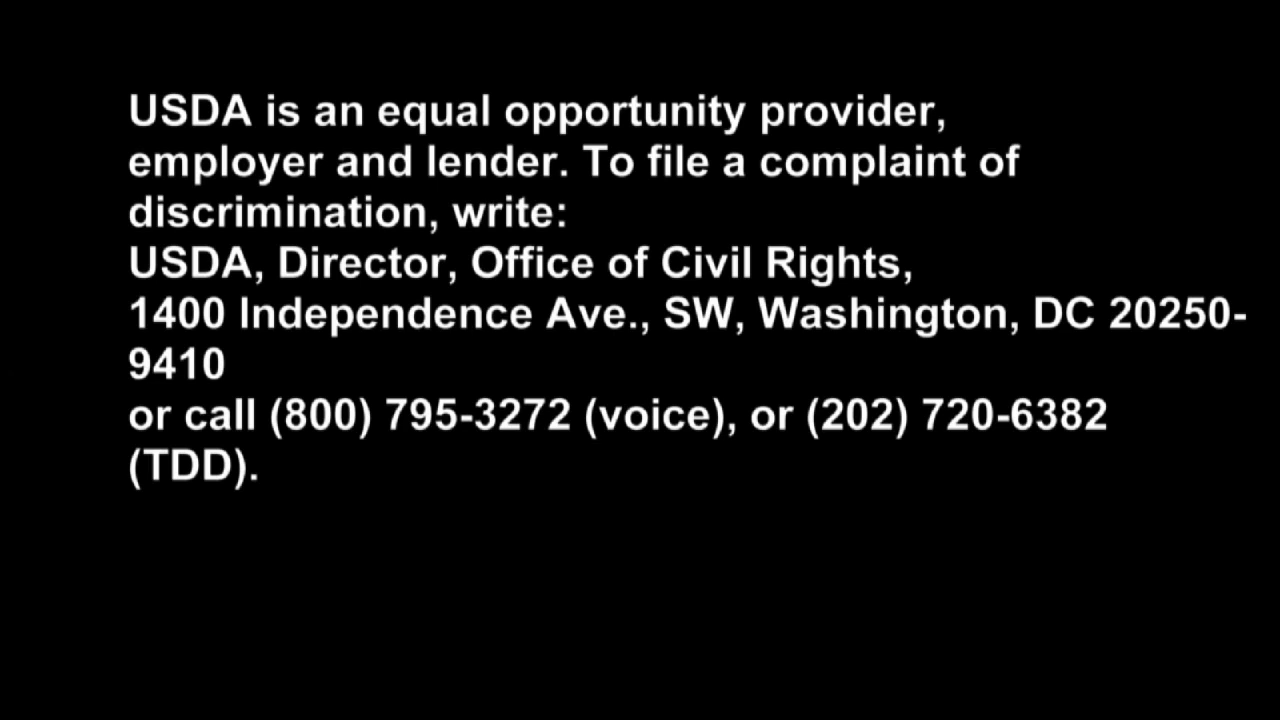 USDA is an equal opportunity provider,
employer and lender. To file a complaint of
discrimination, write:
USDA, Director, Office of Civil Rights,
1400 Independence Ave., SW, Washington, DC 20250-
9410
or call (800) 795-3272 (voice), or (202) 720-6382
(TDD).